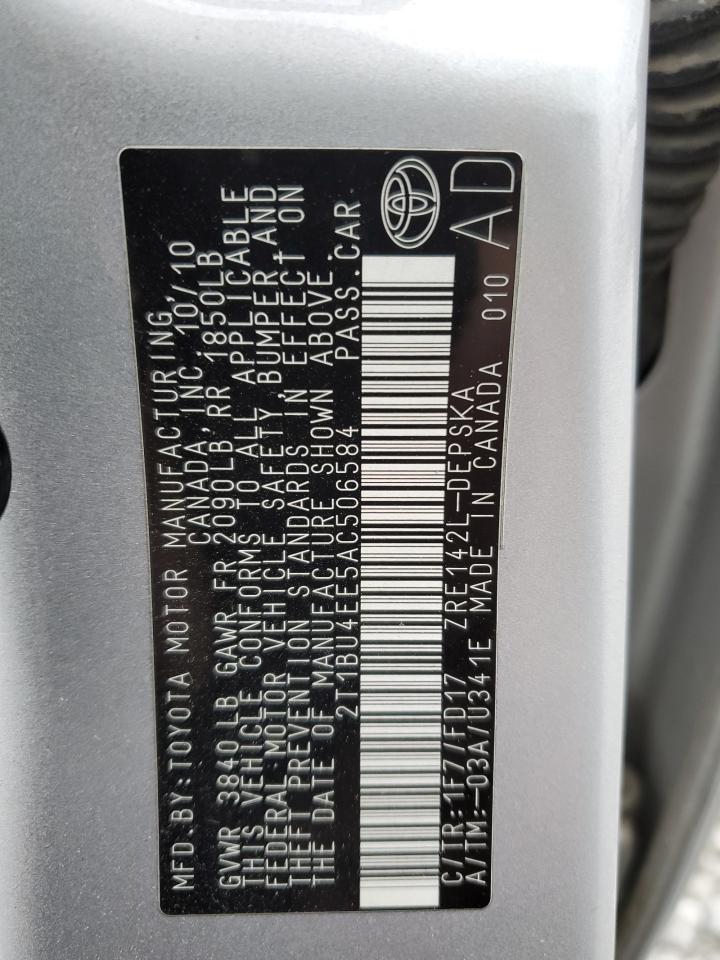 MFD.BY:TOYOTA MOTOR MANUFACTURING,
CANADA,INC. 10/10
GVWR 3840 LB GAWR FR 2090LB,RR 1850LB
THIS VEHICLE CONFORMS TO ALL APPLICABLE
FEDERAL MOTOR VEHICLE SAFETY, BUMPER, AND
THEFT PREVENTION STANDARDS IN EFFECT ON
THE DATE OF MANUFACTURE SHOWN ABOVE.
2T1BU4EE5AC506584 PASS.CAR
C/TR:1F7/FD17 ZRE142L-DEPSKA
A/TM:-03A/U341E MADE IN CANADA 010
AD